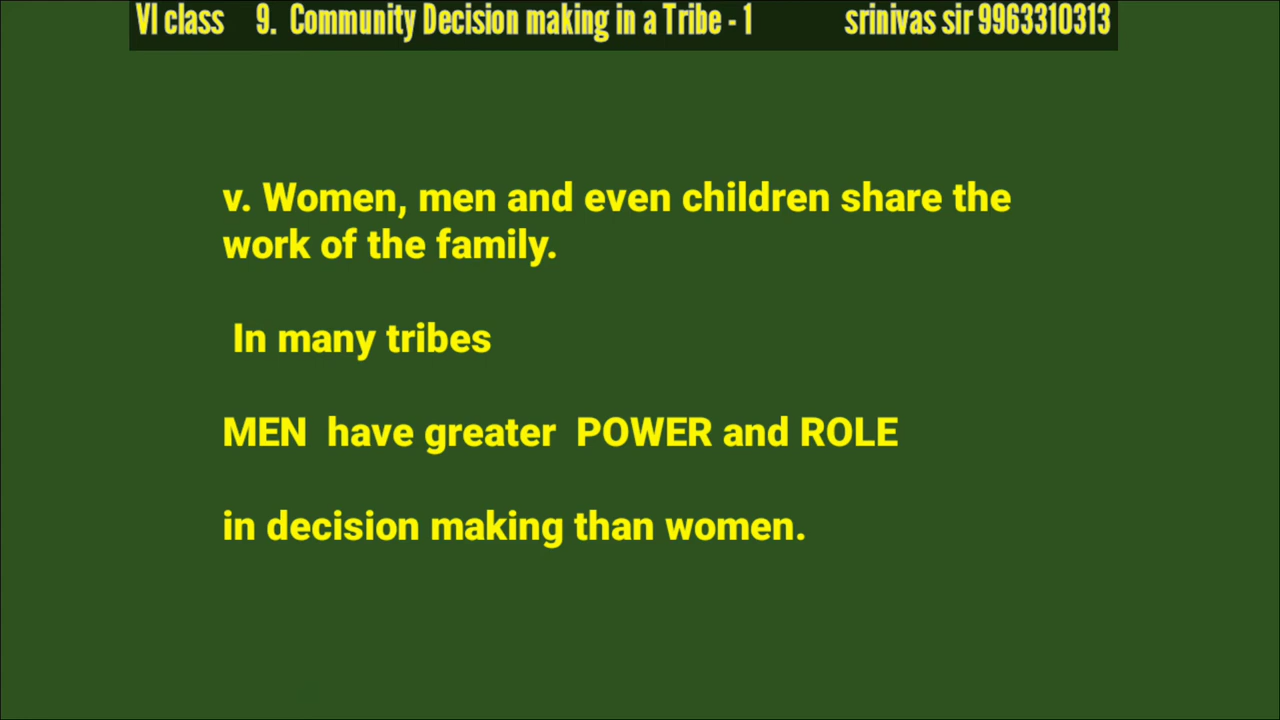 VI class 9. Community Decision making in a Tribe - 1 srinivas sir 9963310313
v. Women, men and even children share the
work of the family.
In many tribes
MEN have greater POWER and ROLE
in decision making than women.